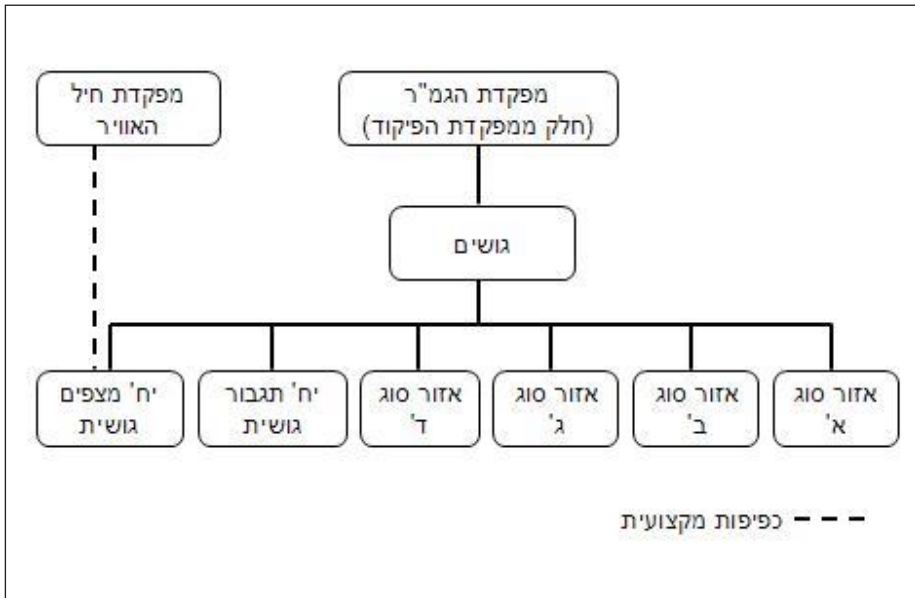 מפקדת הגמ"ר
(חלק ממפקדת הפיקוד)
מפקדת חיל
האוויר
גושים
אזור סוג
א'
אזור סוג
ב'
אזור סוג
ג'
אזור סוג
ד'
יח' תגבור
גושית
יח' מצפים
גושית
כפיפות מקצועית